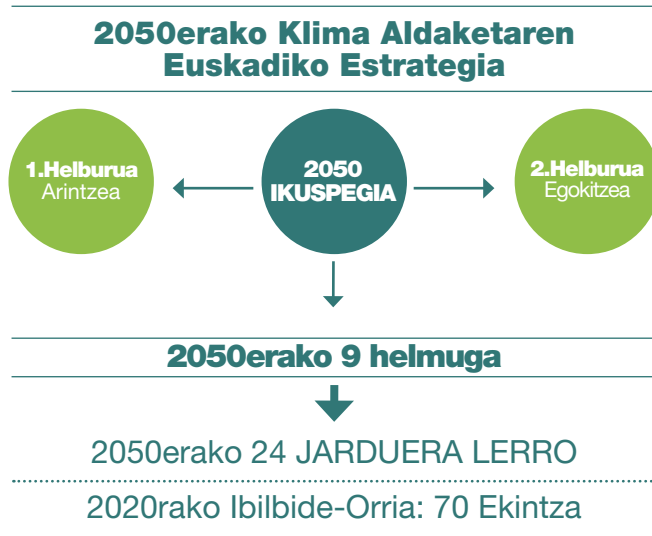 2050erako Klima Aldaketaren
Euskadiko Estrategia
1.Helburua
Arintzea
2050
IKUSPEGIA
2.Helburua
Egokitzea
2050erako 9 helmuga
2050erako 24 JARDUERA LERRO
2020rako Ibilbide-Orria: 70 Ekintza